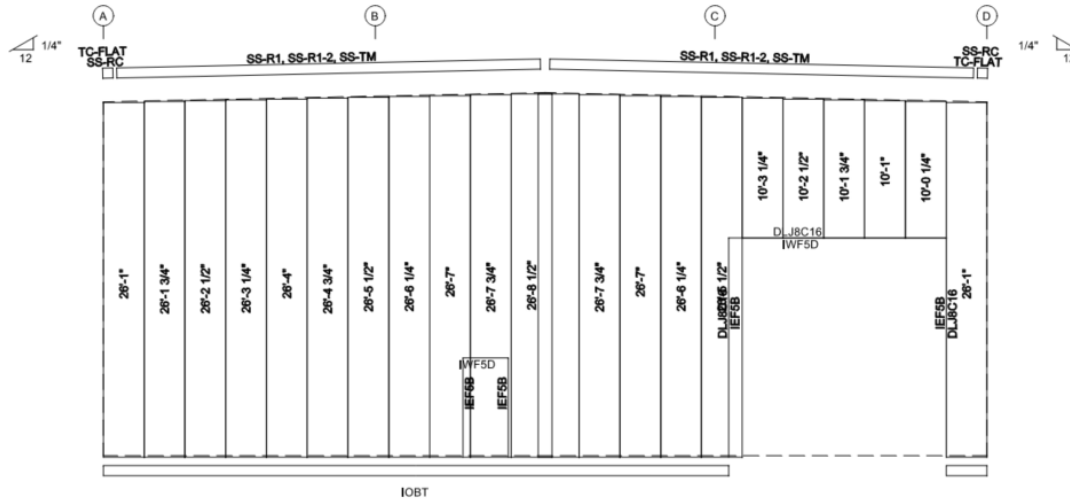 A
B
C
D
1/4"
12
TC-FLAT
SS-RC
SS-R1, SS-R1-2, SS-TM
SS-R1, SS-R1-2, SS-TM
SS-RC
TC-FLAT
1/4"
26'-1"
26'-1 3/4"
26'-2 1/2"
26'-3 1/4"
26'-4"
26'-4 3/4"
26'-5 1/2"
26'-6 1/4"
26'-7"
26'-7 3/4"
26'-8 1/2"
26'-7 3/4"
26'-7"
26'-6 1/4"
10'-3 1/4"
10'-2 1/2"
10'-1 3/4"
10'-1"
10'-0 1/4"
26'-1"
DLJ8C16
IWF5D
IEF5B
IEF5B
DLJ8C16
IWF5D
IEF5B
IEF5B
IOBT